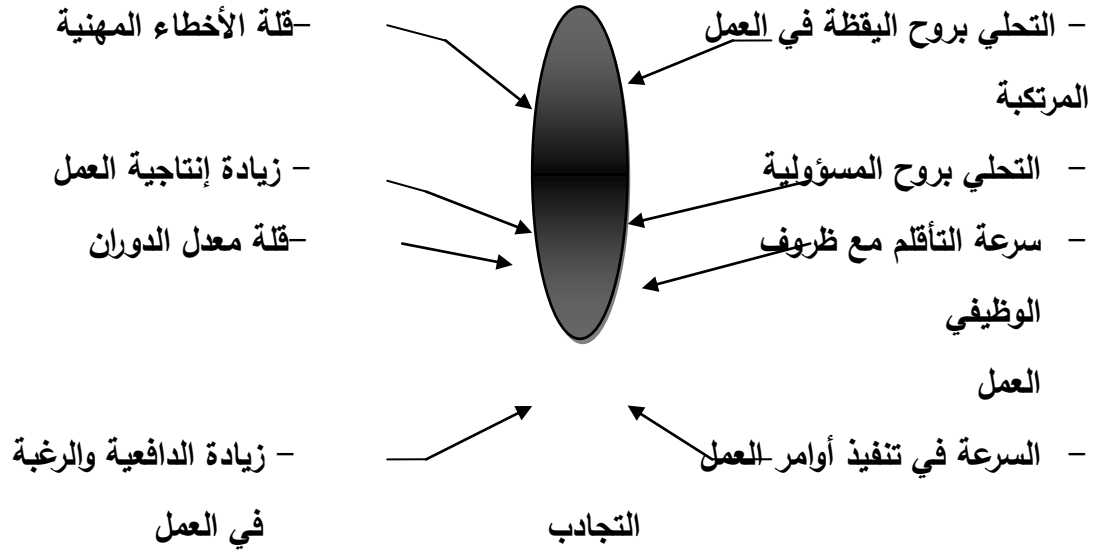 - التحلي بروح اليقظة في العمل -قلة الأخطاء المهنية
المرتكبة
- التحلي بروح المسؤولية - زيادة إنتاجية العمل
- سرعة التأقلم مع ظروف -قلة معدل الدوران
الوظيفي
العمل
- السرعة في تنفيذ أوامر العمل - زيادة الدافعية والرغبة
التجادب في العمل